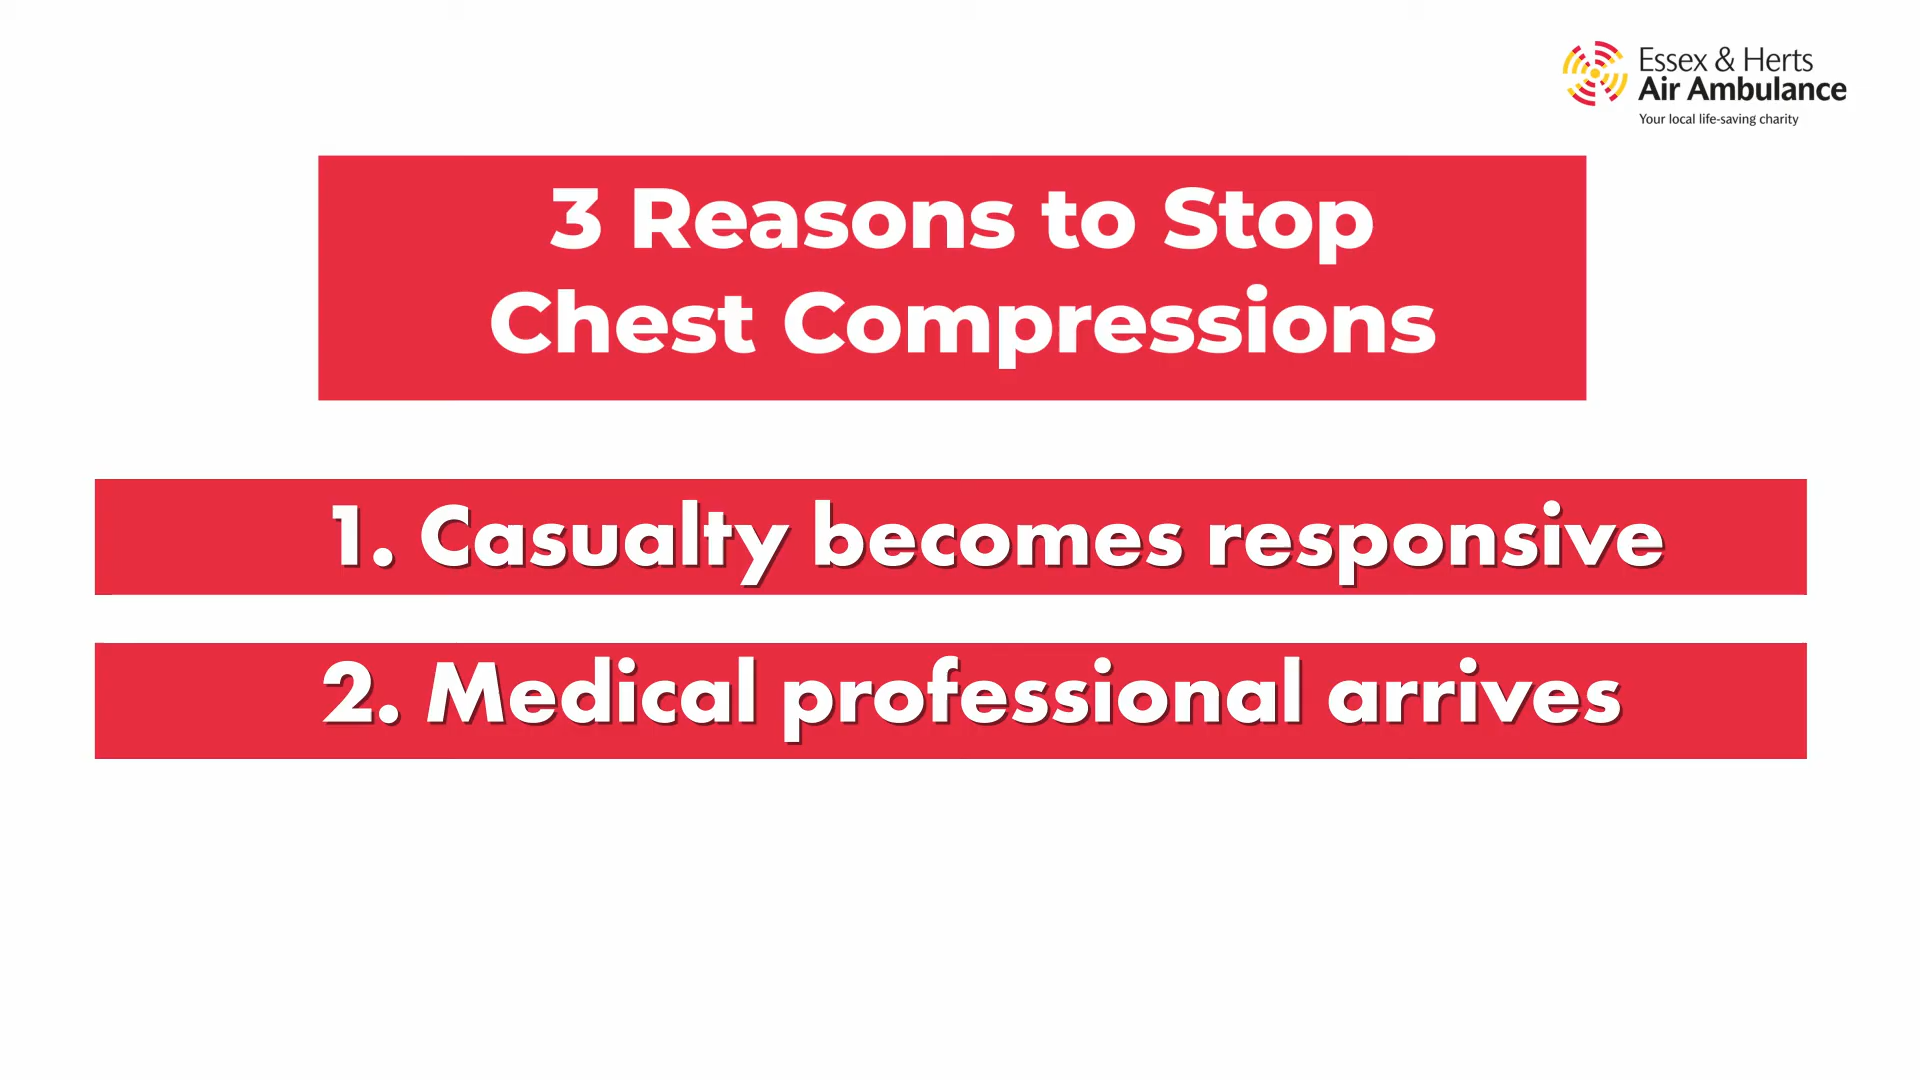 Essex & Herts
Air Ambulance
Your local life-saving charity
3 Reasons to Stop
Chest Compressions
1. Casualty becomes responsive
2. Medical professional arrives